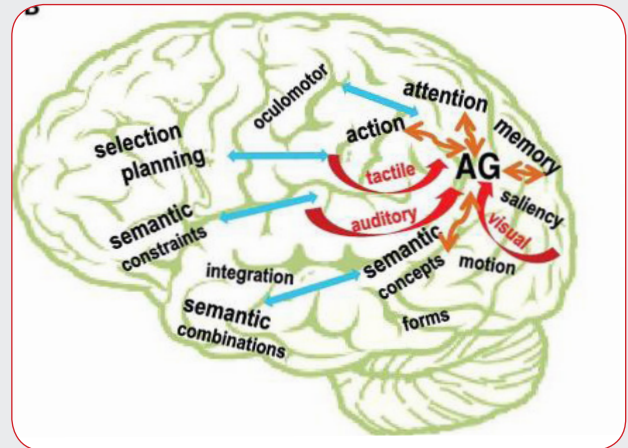 B
oculomotor
attention
selection
planning
action
memory
AG
tactile
saliency
semantic
constraints
auditory
visual
integration
semantic
concepts
motion
semantic
combinations
forms